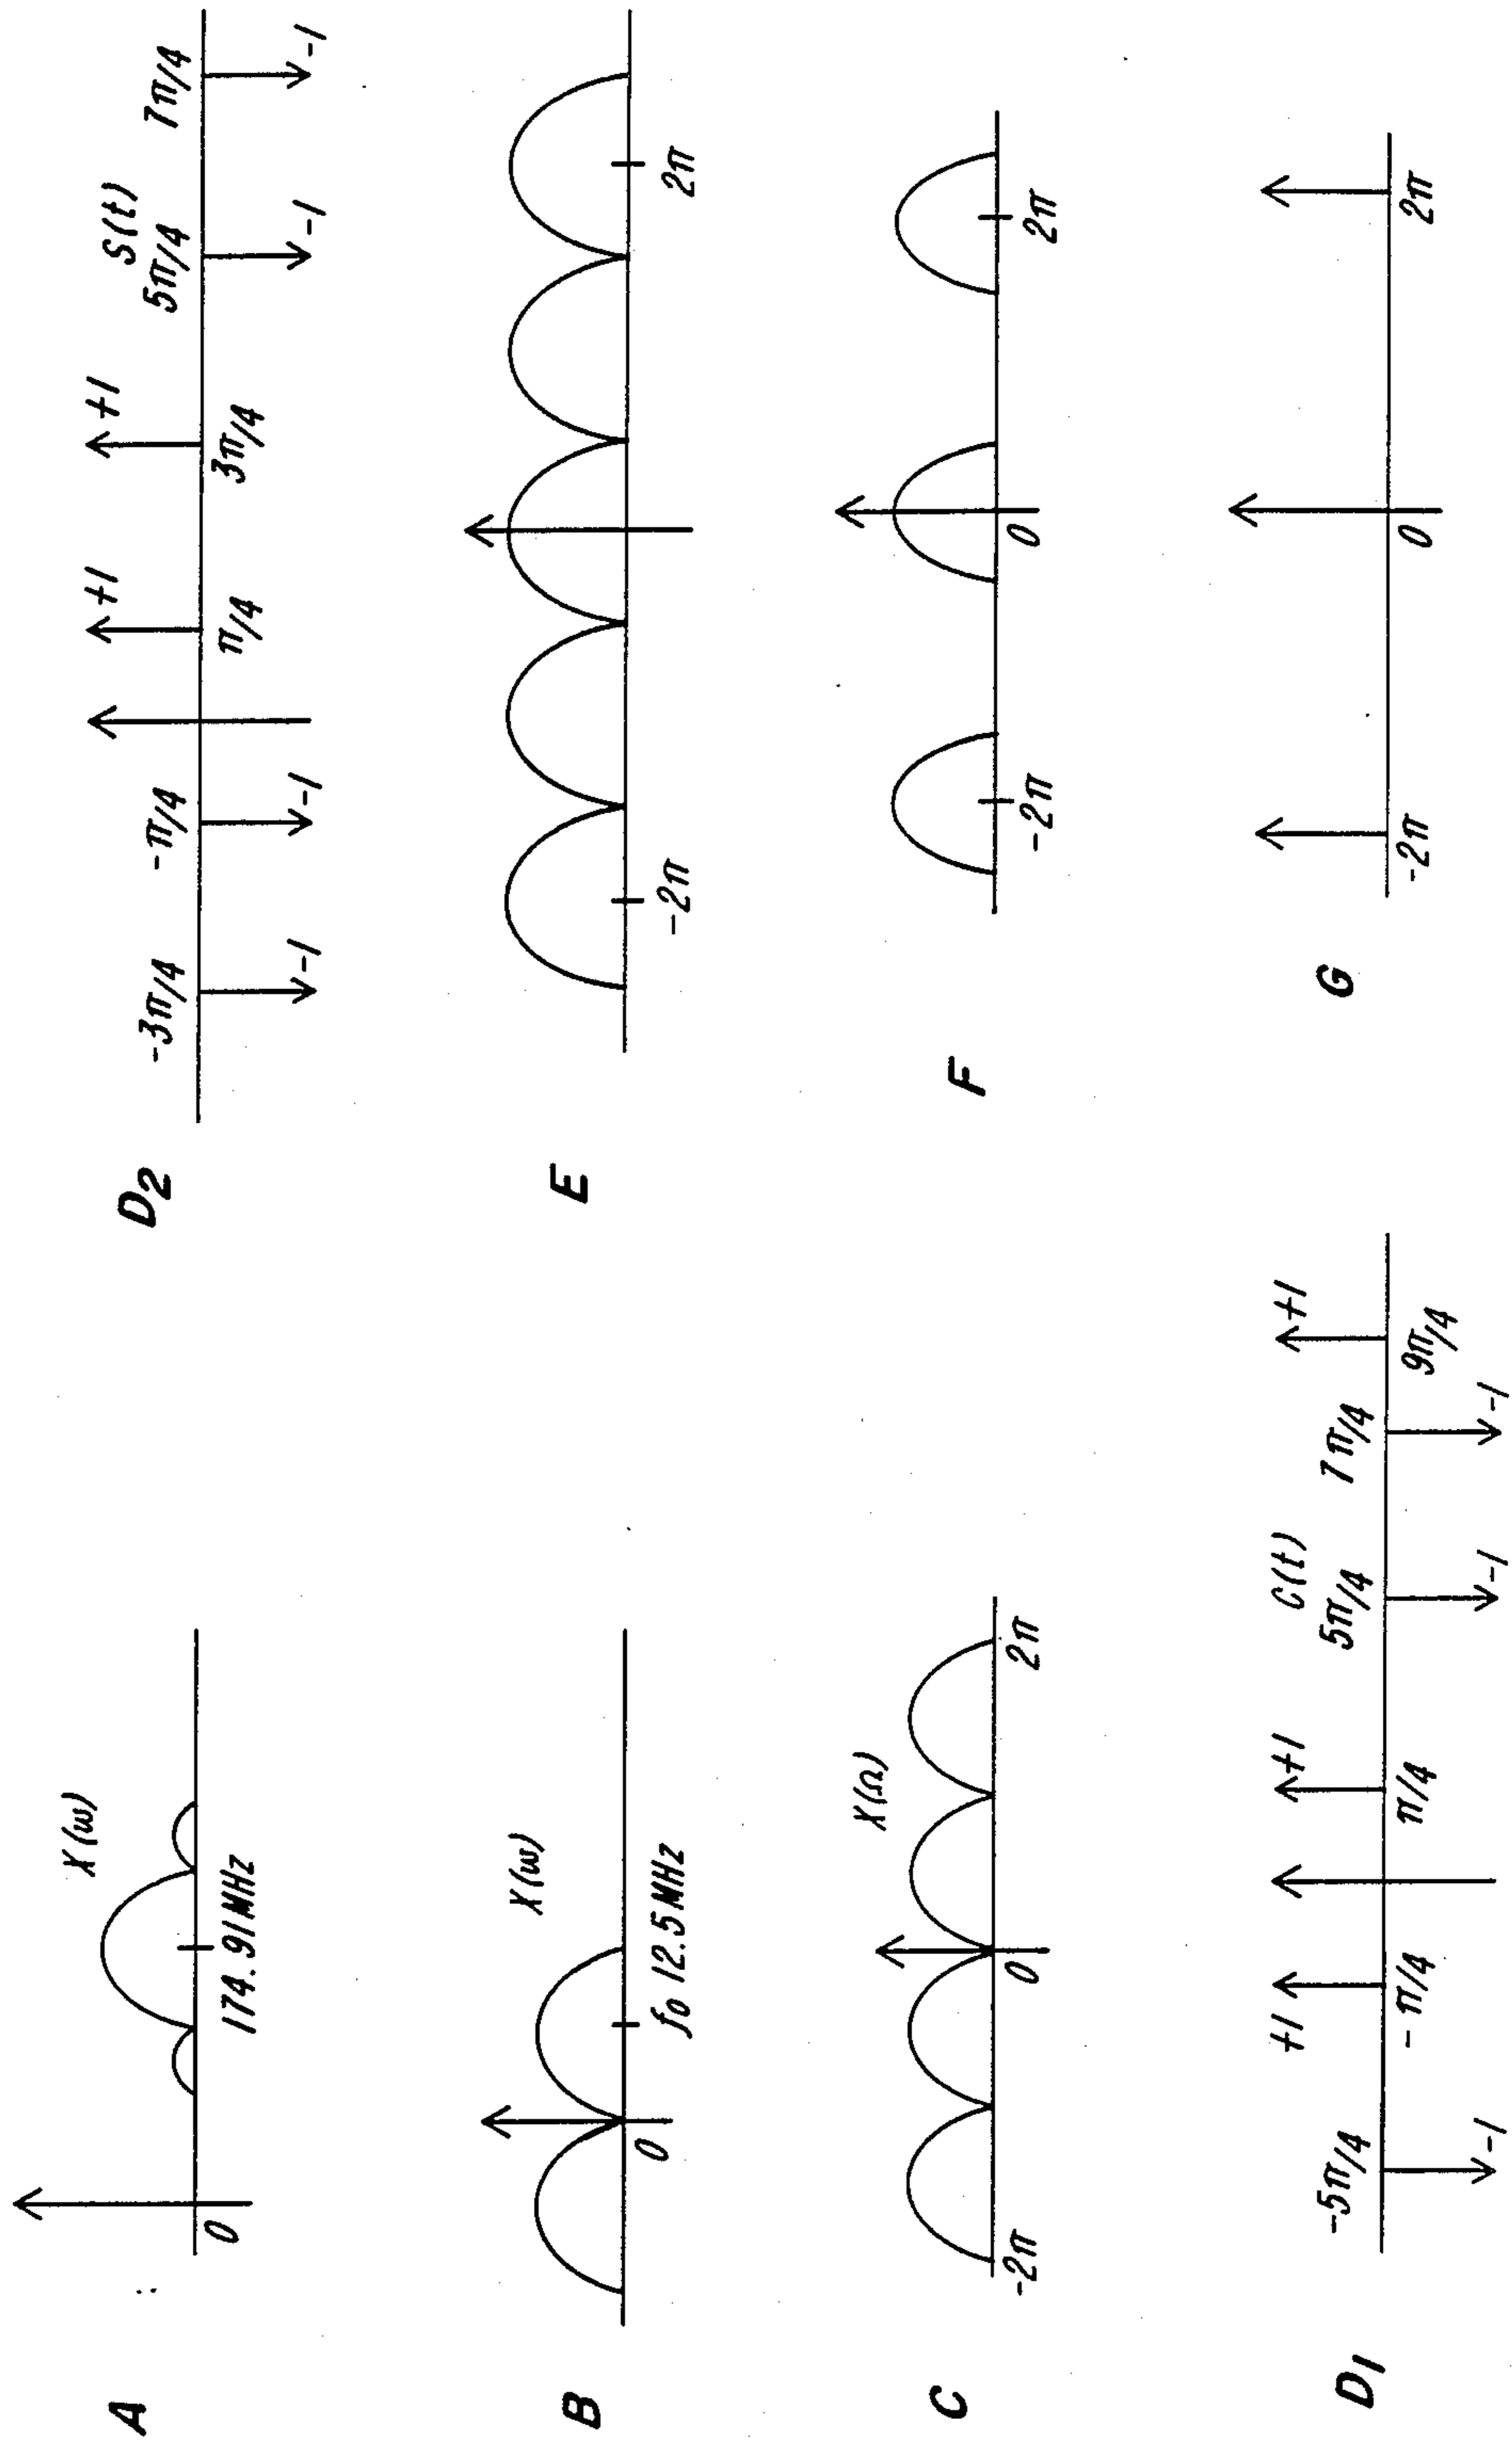 A
X(ω)
0
174.91MHz
B
X(ω)
0
f0 12.5MHz
C
X(Ω)
-2π
0
2π
D1
C(t)
-5π/4
-1
+1
-π/4
+1
π/4
5π/4
-1
7π/4
-1
+1
9π/4
D2
S(t)
-3π/4
-1
-π/4
-1
+1
π/4
+1
3π/4
5π/4
-1
7π/4
-1
E
-2π
2π
F
-2π
0
2π
G
-2π
0
2π